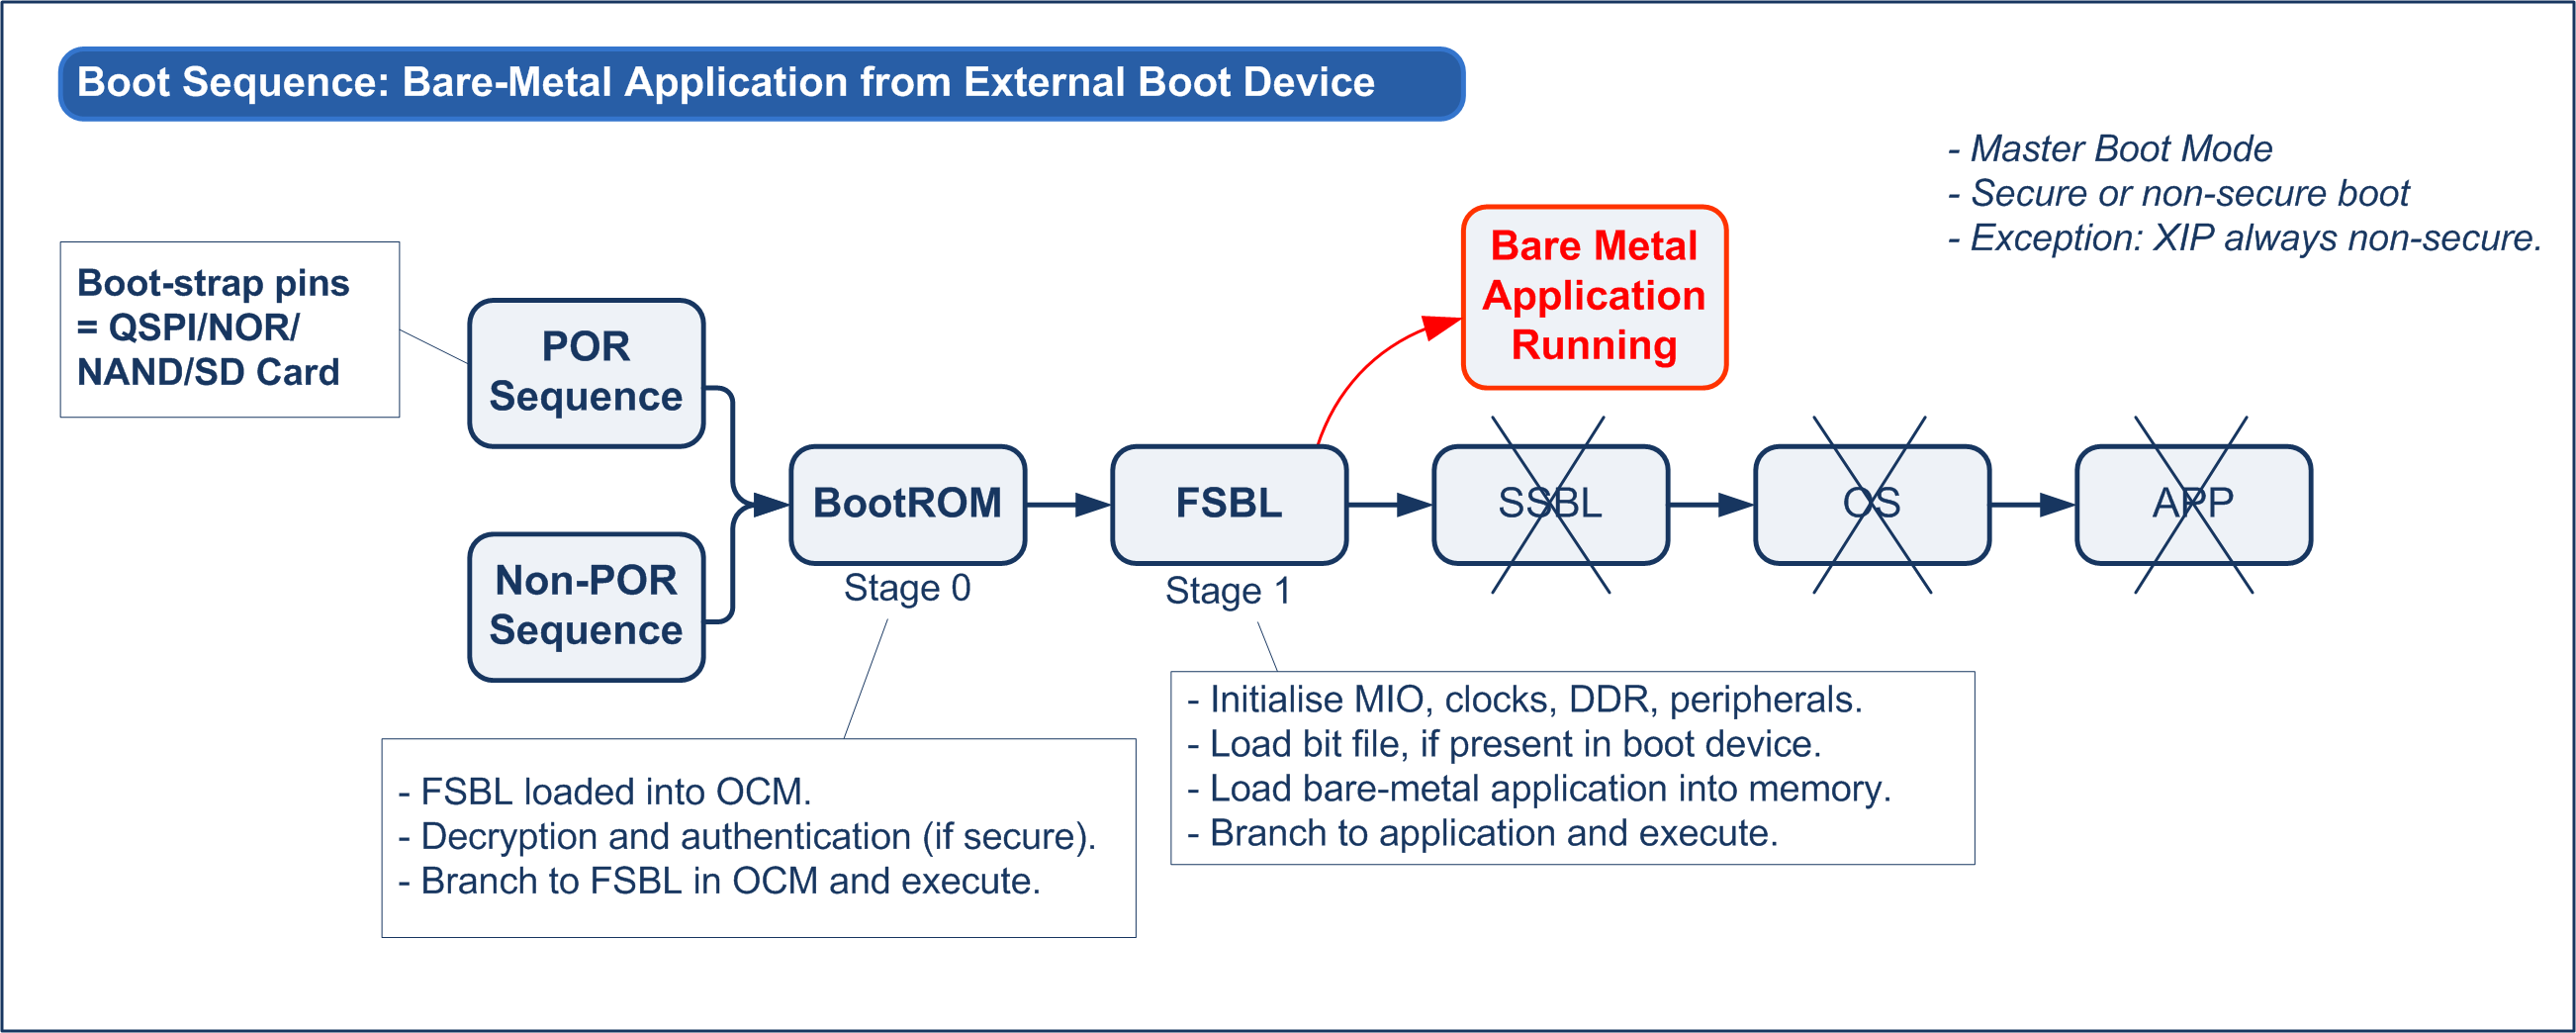 Boot Sequence: Bare-Metal Application from External Boot Device
- Master Boot Mode
- Secure or non-secure boot
- Exception: XIP always non-secure.
Boot-strap pins
= QSPI/NOR/
NAND/SD Card
POR
Sequence
Non-POR
Sequence
BootROM
Stage 0
FSBL
Stage 1
Bare Metal
Application
Running
SSBL
OS
APP
- FSBL loaded into OCM.
- Decryption and authentication (if secure).
- Branch to FSBL in OCM and execute.
- Initialise MIO, clocks, DDR, peripherals.
- Load bit file, if present in boot device.
- Load bare-metal application into memory.
- Branch to application and execute.